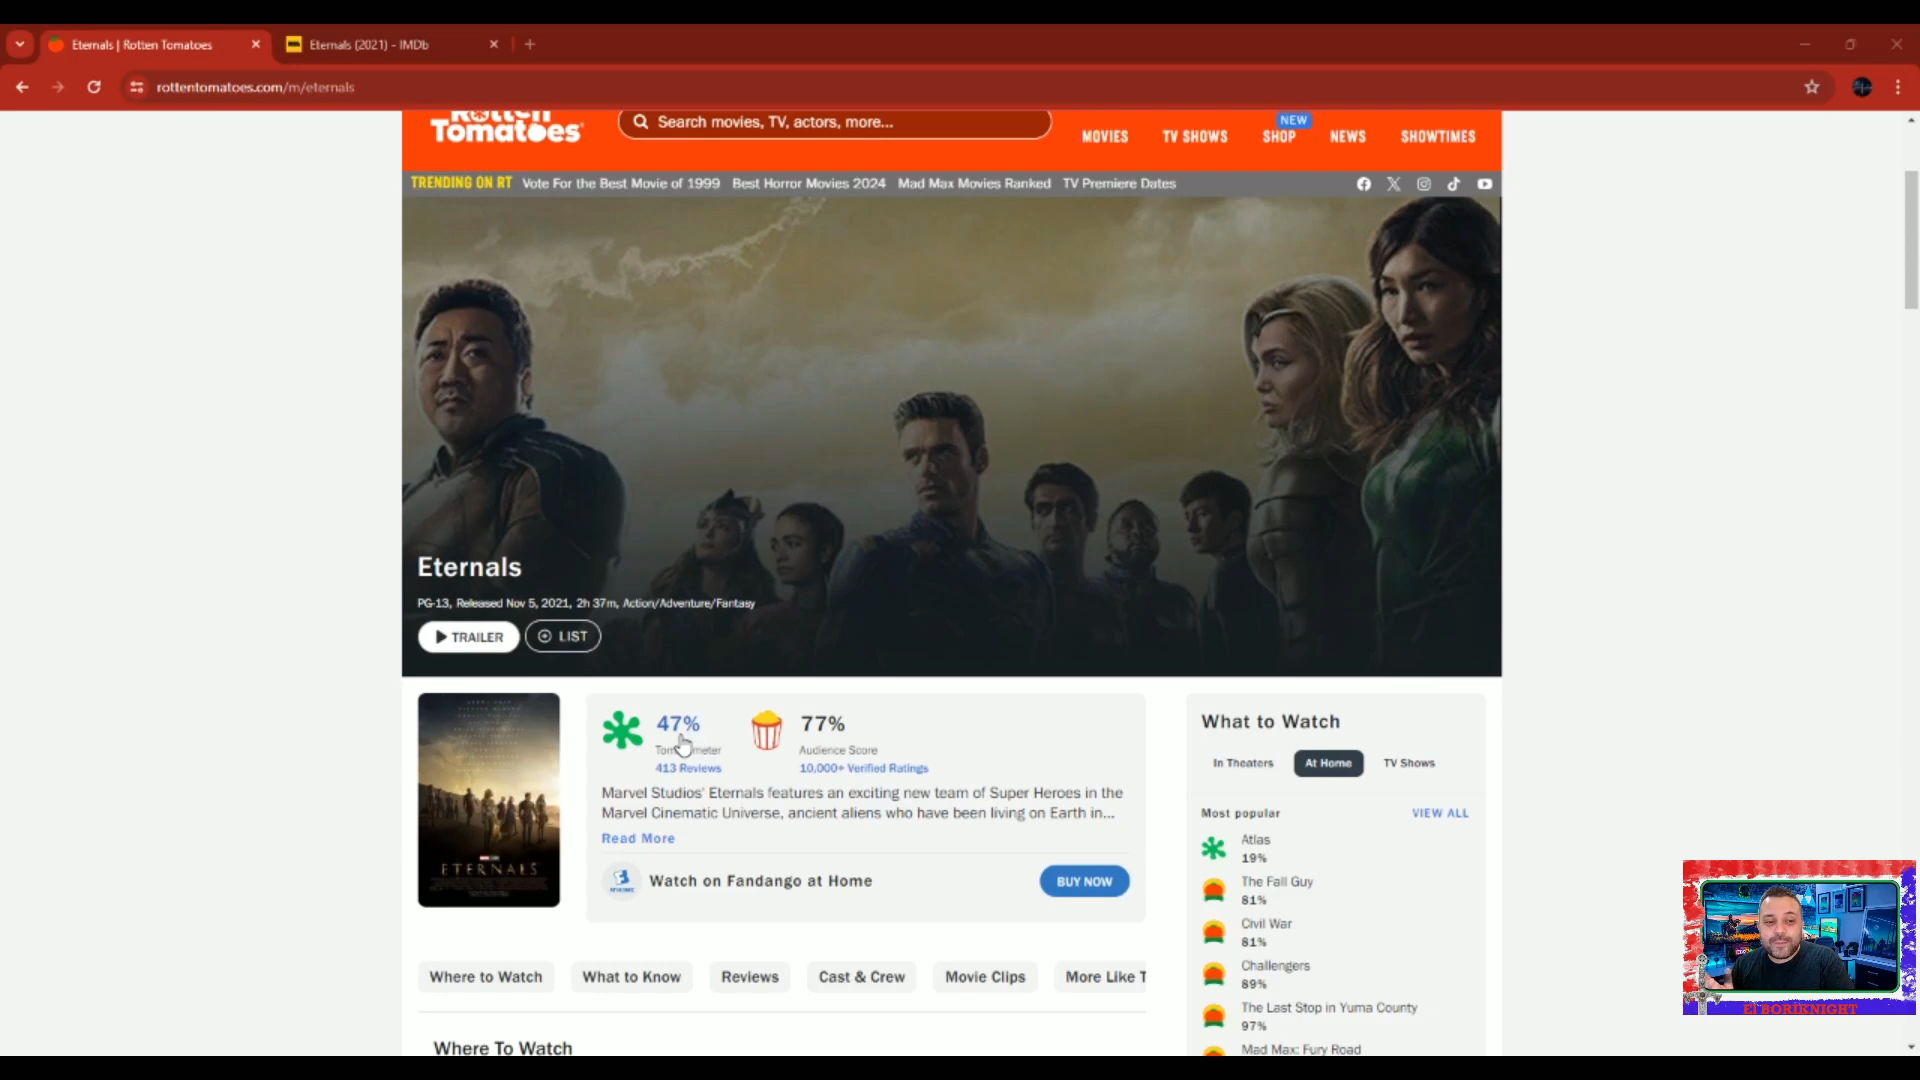 Eternals | Rotten Tomatoes
Eternals (2021) - IMDb
rottentomatoes.com/m/eternals
Rotten
Tomatoes
Search movies, TV, actors, more...
MOVIES
TV SHOWS
NEW
SHOP
NEWS
SHOWTIMES
TRENDING ON RT
Vote For the Best Movie of 1999
Best Horror Movies 2024
Mad Max Movies Ranked
TV Premiere Dates
Eternals
PG-13, Released Nov 5, 2021, 2h 37m, Action/Adventure/Fantasy
TRAILER
LIST
ETERNALS
47%
413 Reviews
77%
Audience Score
10,000+ Verified Ratings
Marvel Studios' Eternals features an exciting new team of Super Heroes in the
Marvel Cinematic Universe, ancient aliens who have been living on Earth in...
Read More
Watch on Fandango at Home
BUY NOW
Where to Watch
What to Know
Reviews
Cast & Crew
Movie Clips
More Like T
Where To Watch
What to Watch
In Theaters
At Home
TV Shows
Most popular
VIEW ALL
Atlas
19%
The Fall Guy
81%
Civil War
81%
Challengers
89%
The Last Stop in Yuma County
97%
Mad Max: Fury Road
El BORIKNIGHT